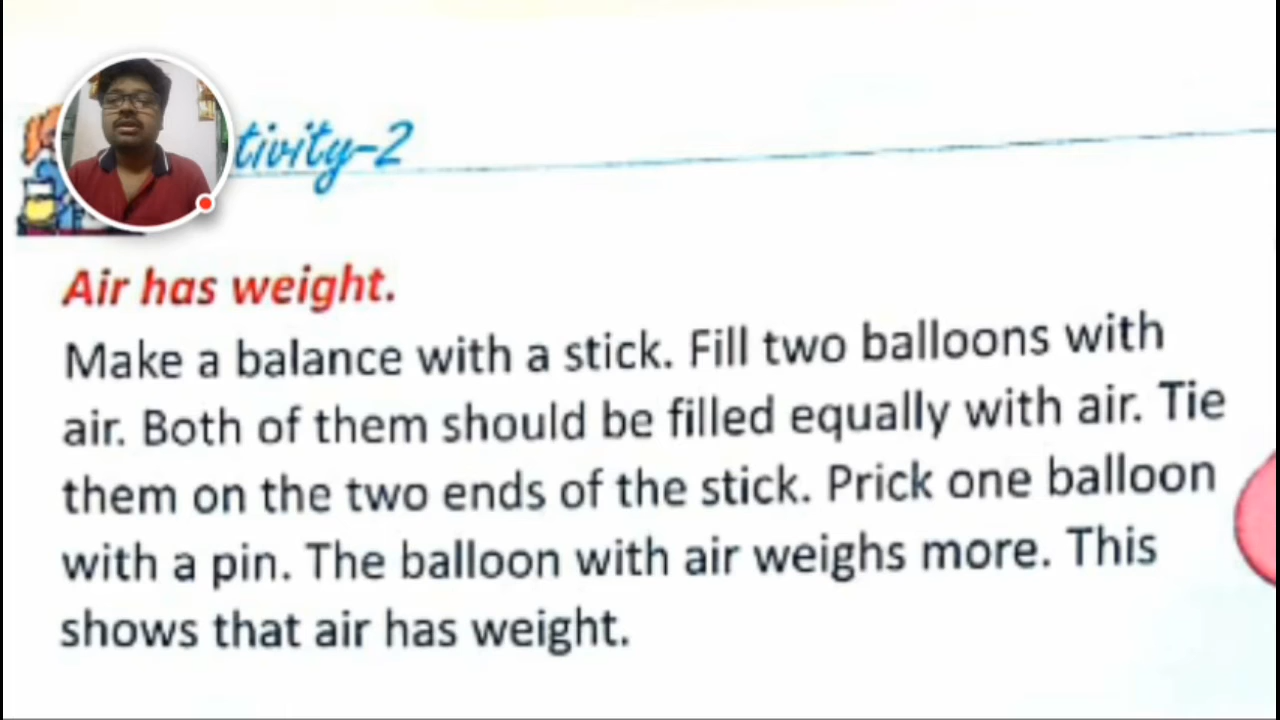 tivity-2
Air has weight.
Make a balance with a stick. Fill two balloons with
air. Both of them should be filled equally with air. Tie
them on the two ends of the stick. Prick one balloon
with a pin. The balloon with air weighs more. This
shows that air has weight.